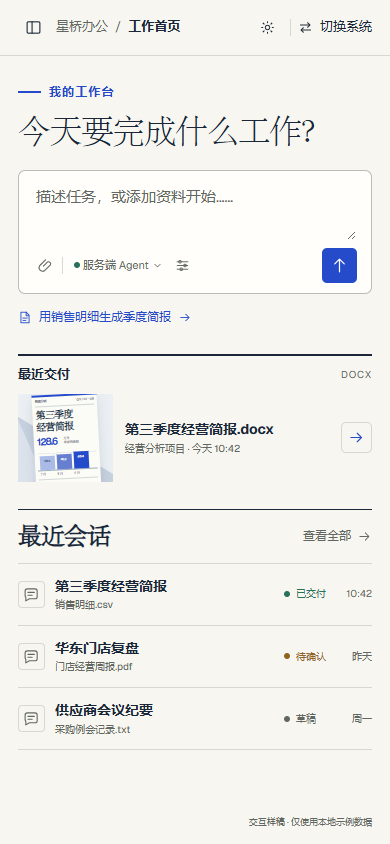 星桥办公 / 工作首页
切换系统
我的工作台
今天要完成什么工作?
描述任务，或添加资料开始……
服务端 Agent
用销售明细生成季度简报
最近交付
DOCX
第三季度
经营简报
128.6
第三季度经营简报.docx
经营分析项目 · 今天 10:42
最近会话
查看全部
第三季度经营简报
销售明细.csv
已交付
10:42
华东门店复盘
门店经营周报.pdf
待确认
昨天
供应商会议纪要
采购例会记录.txt
草稿
周一
交互样稿 · 仅使用本地示例数据